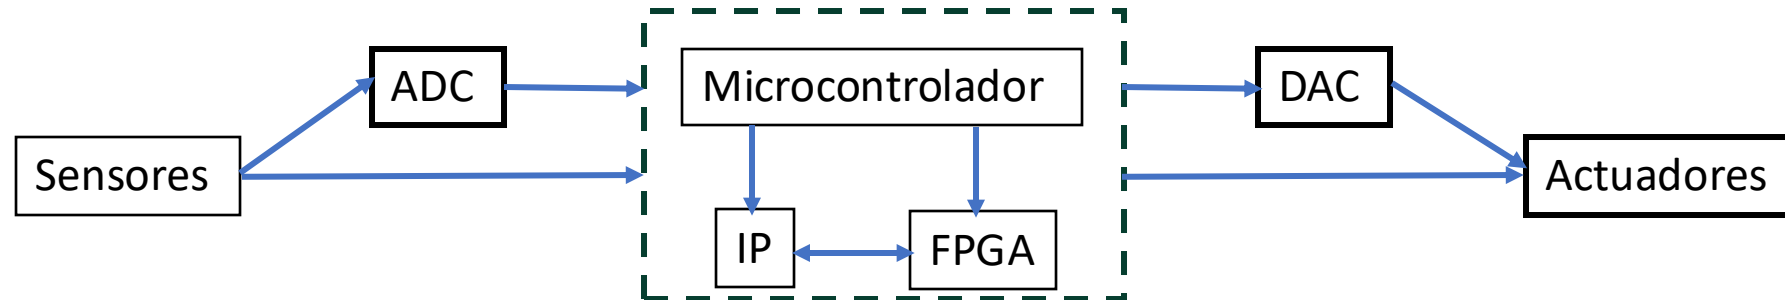 ADC
Microcontrolador
DAC
Sensores
Actuadores
IP
FPGA